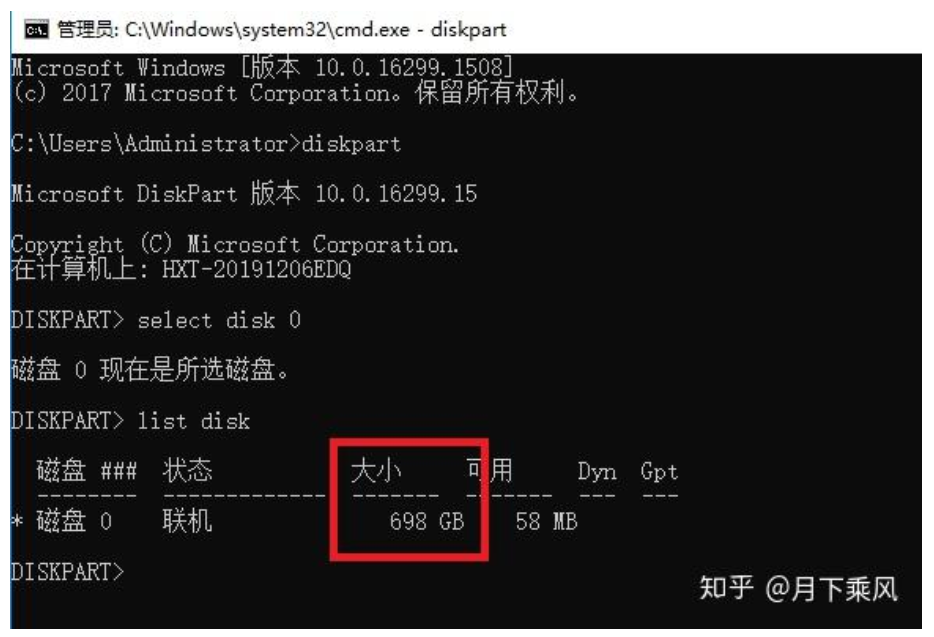 管理员: C:\Windows\system32\cmd.exe - diskpart
Microsoft Windows [版本 10.0.16299.1508]
(c) 2017 Microsoft Corporation。保留所有权利。
C:\Users\Administrator>diskpart
Microsoft DiskPart 版本 10.0.16299.15
Copyright (C) Microsoft Corporation.
在计算机上: HXT-20191206EDQ
DISKPART> select disk 0
磁盘 0 现在是所选磁盘。
DISKPART> list disk
磁盘 ### 状态 大小 可用 Dyn Gpt
-------- ------------- ------- ------- --- ---
* 磁盘 0 联机 698 GB 58 MB
DISKPART>
知乎 @月下乘风